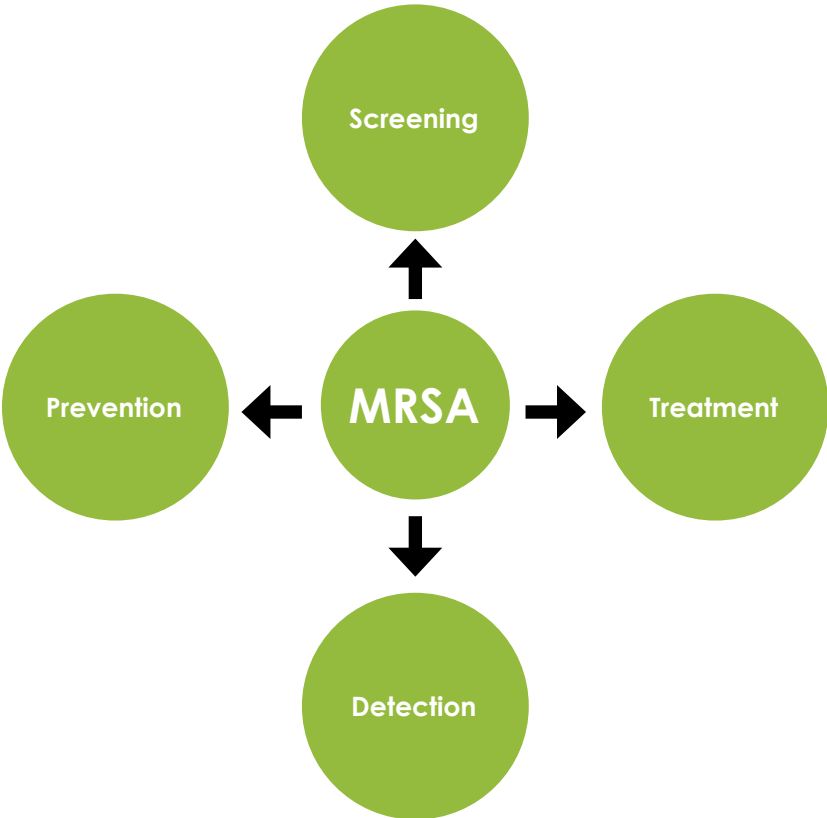 Screening
Prevention
MRSA
Treatment
Detection